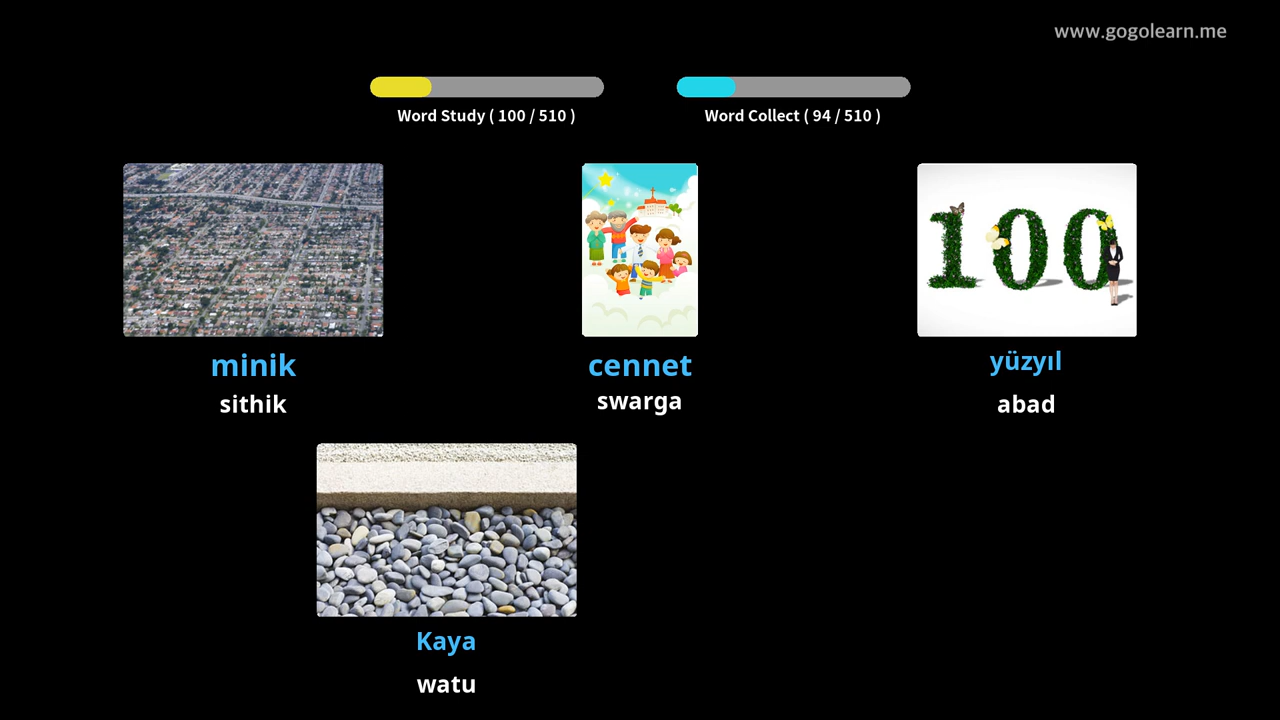 www.gogolearn.me
Word Study ( 100 / 510 )
Word Collect ( 94 / 510 )
100
minik
sithik
cennet
swarga
yüzyıl
abad
Kaya
watu